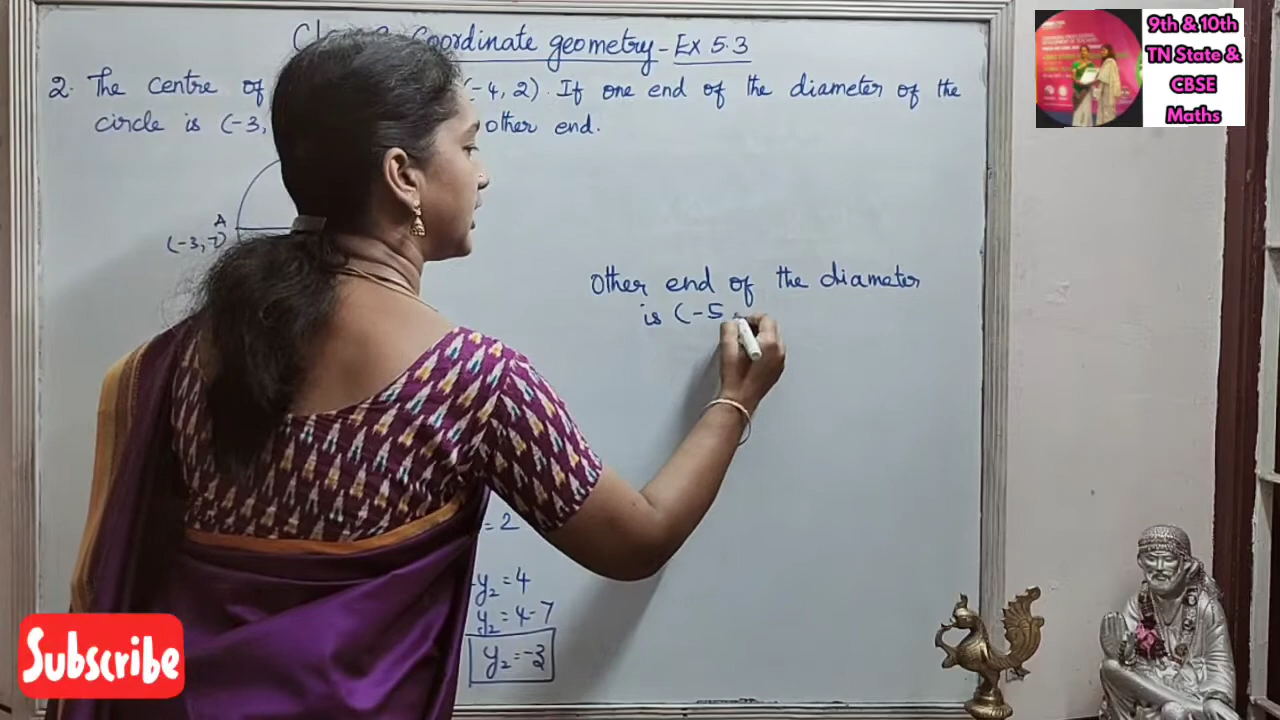 Coordinate geometry - Ex 5.3
2. The centre of (-4, 2). If one end of the diameter of the
circle is (-3, other end.
A
(-3, 7)
Other end of the diameter
is (-5,
= 2
y₂ = 4
y₂ = 4-7
y₂ = -3
9th & 10th
TN State &
CBSE
Maths
Subscribe